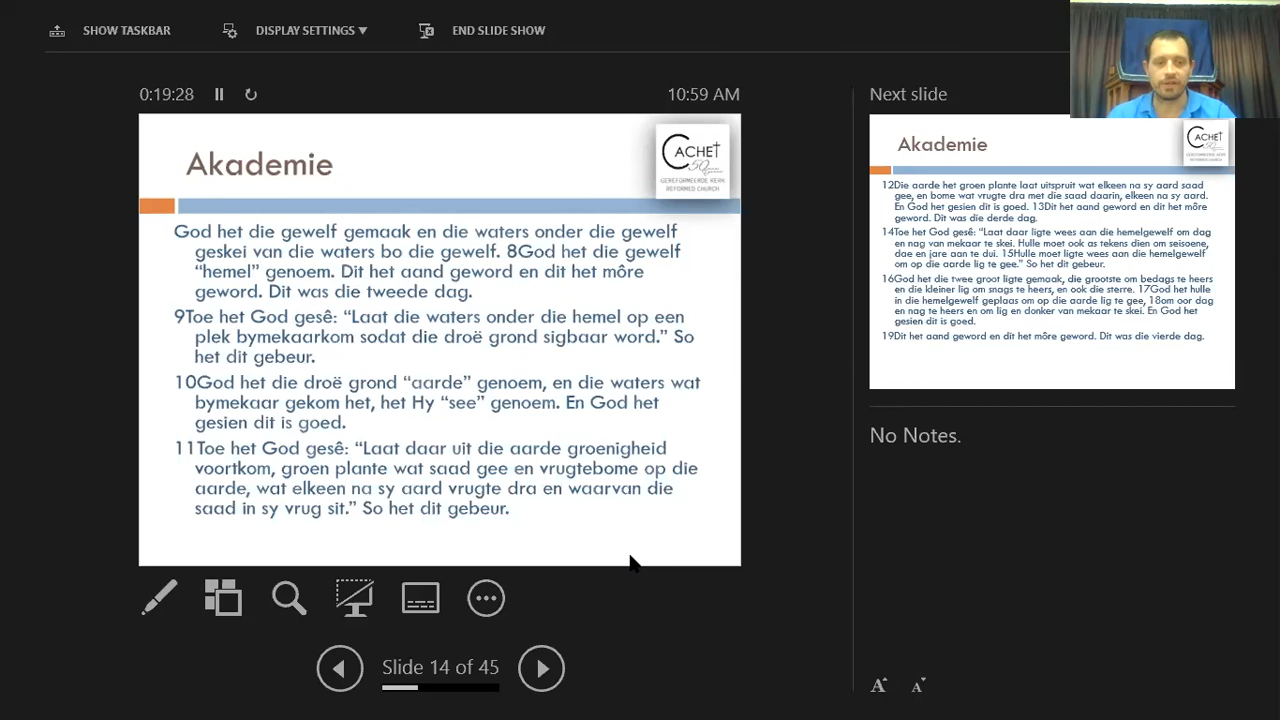 SHOW TASKBAR
DISPLAY SETTINGS ▾
END SLIDE SHOW
0:19:28
10:59 AM
Akademie
CACHET
50
GEREFORMEERDE KERK
REFORMED CHURCH
God het die gewelf gemaak en die waters onder die gewelf
geskei van die waters bo die gewelf. 8God het die gewelf
“hemel” genoem. Dit het aand geword en dit het môre
geword. Dit was die tweede dag.
9Toe het God gesê: “Laat die waters onder die hemel op een
plek bymekaarkom sodat die droë grond sigbaar word.” So
het dit gebeur.
10God het die droë grond “aarde” genoem, en die waters wat
bymekaar gekom het, het Hy “see” genoem. En God het
gesien dit is goed.
11Toe het God gesê: “Laat daar uit die aarde groenigheid
voortkom, groen plante wat saad gee en vrugtebome op die
aarde, wat elkeen na sy aard vrugte dra en waarvan die
saad in sy vrug sit.” So het dit gebeur.
Slide 14 of 45
Next slide
Akademie
CACHET
50
GEREFORMEERDE KERK
REFORMED CHURCH
12Die aarde het groen plante laat uitspruit wat elkeen na sy aard saad
gee, en bome wat vrugte dra met die saad daarin, elkeen na sy aard.
En God het gesien dit is goed. 13Dit het aand geword en dit het môre
geword. Dit was die derde dag.
14Toe het God gesê: “Laat daar ligte wees aan die hemelgewelf om dag
en nag van mekaar te skei. Hulle moet ook as tekens dien om seisoene,
dae en jare aan te dui. 15Hulle moet ligte wees aan die hemelgewelf
om op die aarde lig te gee.” So het dit gebeur.
16God het die twee groot ligte gemaak, die grootste om bedags te heers
en die kleiner lig om snags te heers, en ook die sterre. 17God het hulle
in die hemelgewelf geplaas om op die aarde lig te gee, 18om oor dag
en nag te heers en om lig en donker van mekaar te skei. En God het
gesien dit is goed.
19Dit het aand geword en dit het môre geword. Dit was die vierde dag.
No Notes.
A A